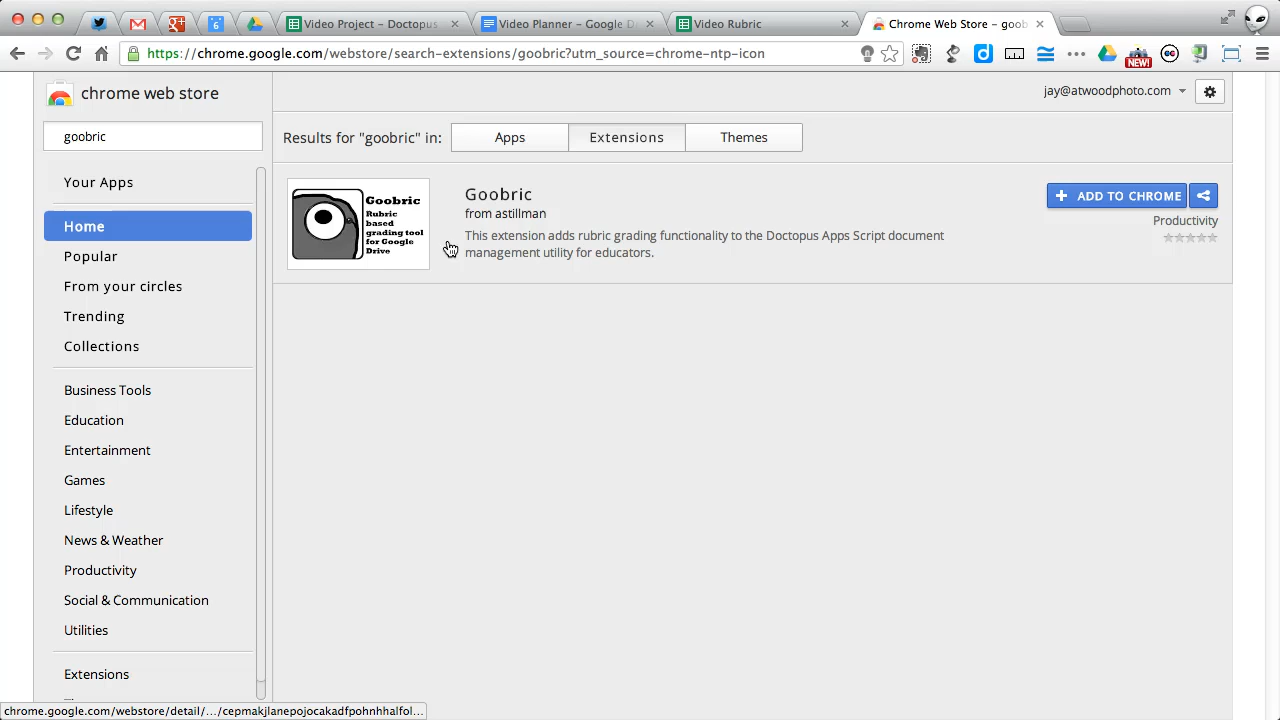 Video Project – Doctopus
Video Planner – Google D
Video Rubric
Chrome Web Store – goob
https://chrome.google.com/webstore/search-extensions/goobric?utm_source=chrome-ntp-icon
NEW!
chrome web store
jay@atwoodphoto.com
goobric
Results for "goobric" in:
Apps
Extensions
Themes
Your Apps
Home
Popular
From your circles
Trending
Collections
Business Tools
Education
Entertainment
Games
Lifestyle
News & Weather
Productivity
Social & Communication
Utilities
Extensions
Goobric
Rubric
based
grading tool
for Google
Drive
Goobric
from astillman
This extension adds rubric grading functionality to the Doctopus Apps Script document
management utility for educators.
ADD TO CHROME
Productivity
chrome.google.com/webstore/detail/.../cepmakjlanepojocakadfpohnhhalfol...